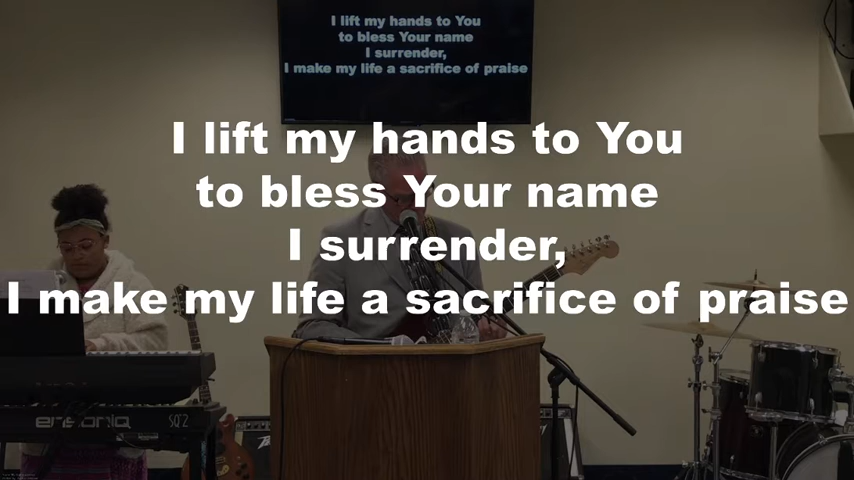 I lift my hands to You
to bless Your name
I surrender,
I make my life a sacrifice of praise
I lift my hands to You
to bless Your name
I surrender,
I make my life a sacrifice of praise
ensoniq SQ2